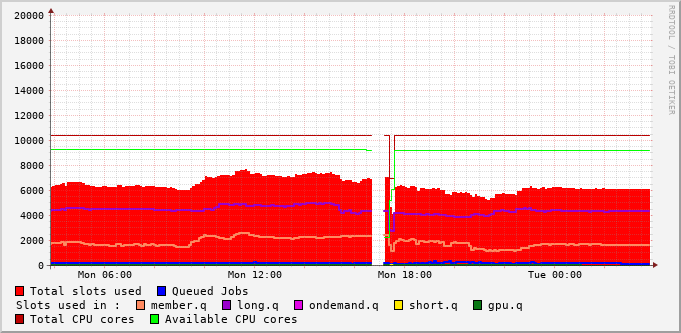 RRDTOOL / TOBI OETIKER
20000
18000
16000
14000
12000
10000
8000
6000
4000
2000
0
Mon 06:00 Mon 12:00 Mon 18:00 Tue 00:00
Total slots used Queued Jobs
Slots used in : member.q long.q ondemand.q short.q gpu.q
Total CPU cores Available CPU cores